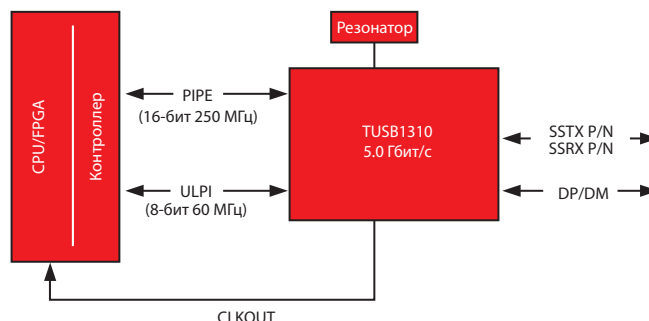 Резонатор
CPU/FPGA
Контроллер
PIPE
(16-бит 250 МГц)
TUSB1310
5.0 Гбит/с
SSTX P/N
SSRX P/N
ULPI
(8-бит 60 МГц)
DP/DM
CLKOUT